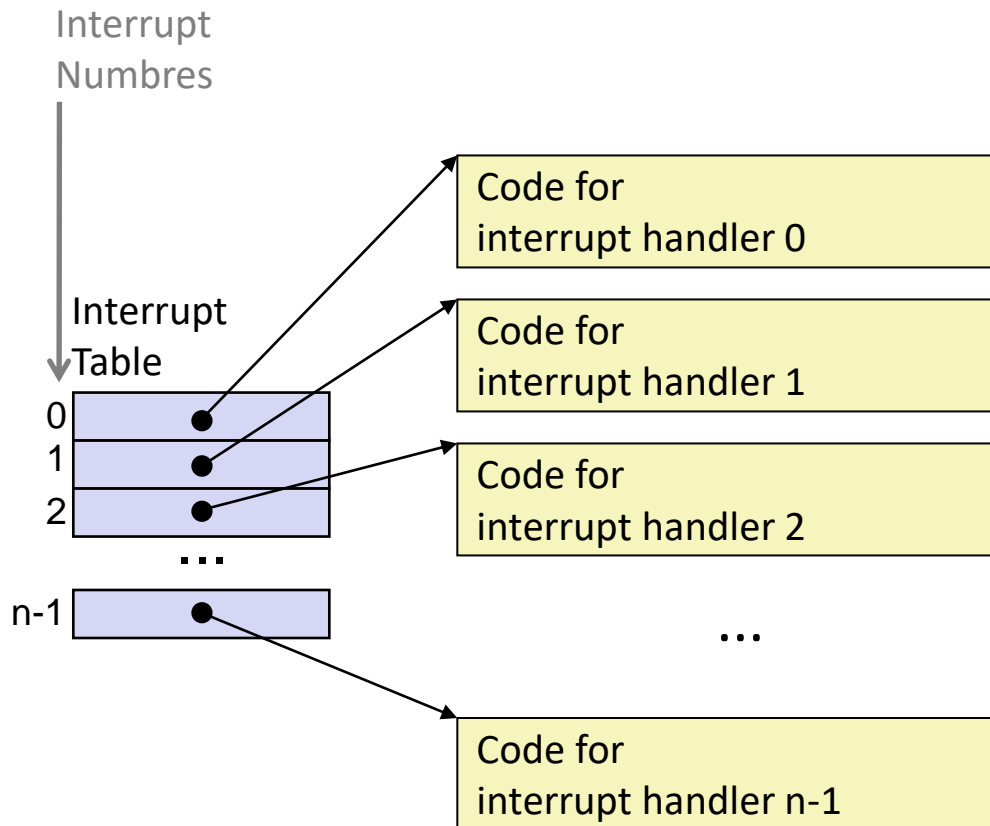 Interrupt
Numbres
Code for
interrupt handler 0
Interrupt
Table
Code for
interrupt handler 1
0
1
2
Code for
interrupt handler 2
...
n-1
...
Code for
interrupt handler n-1